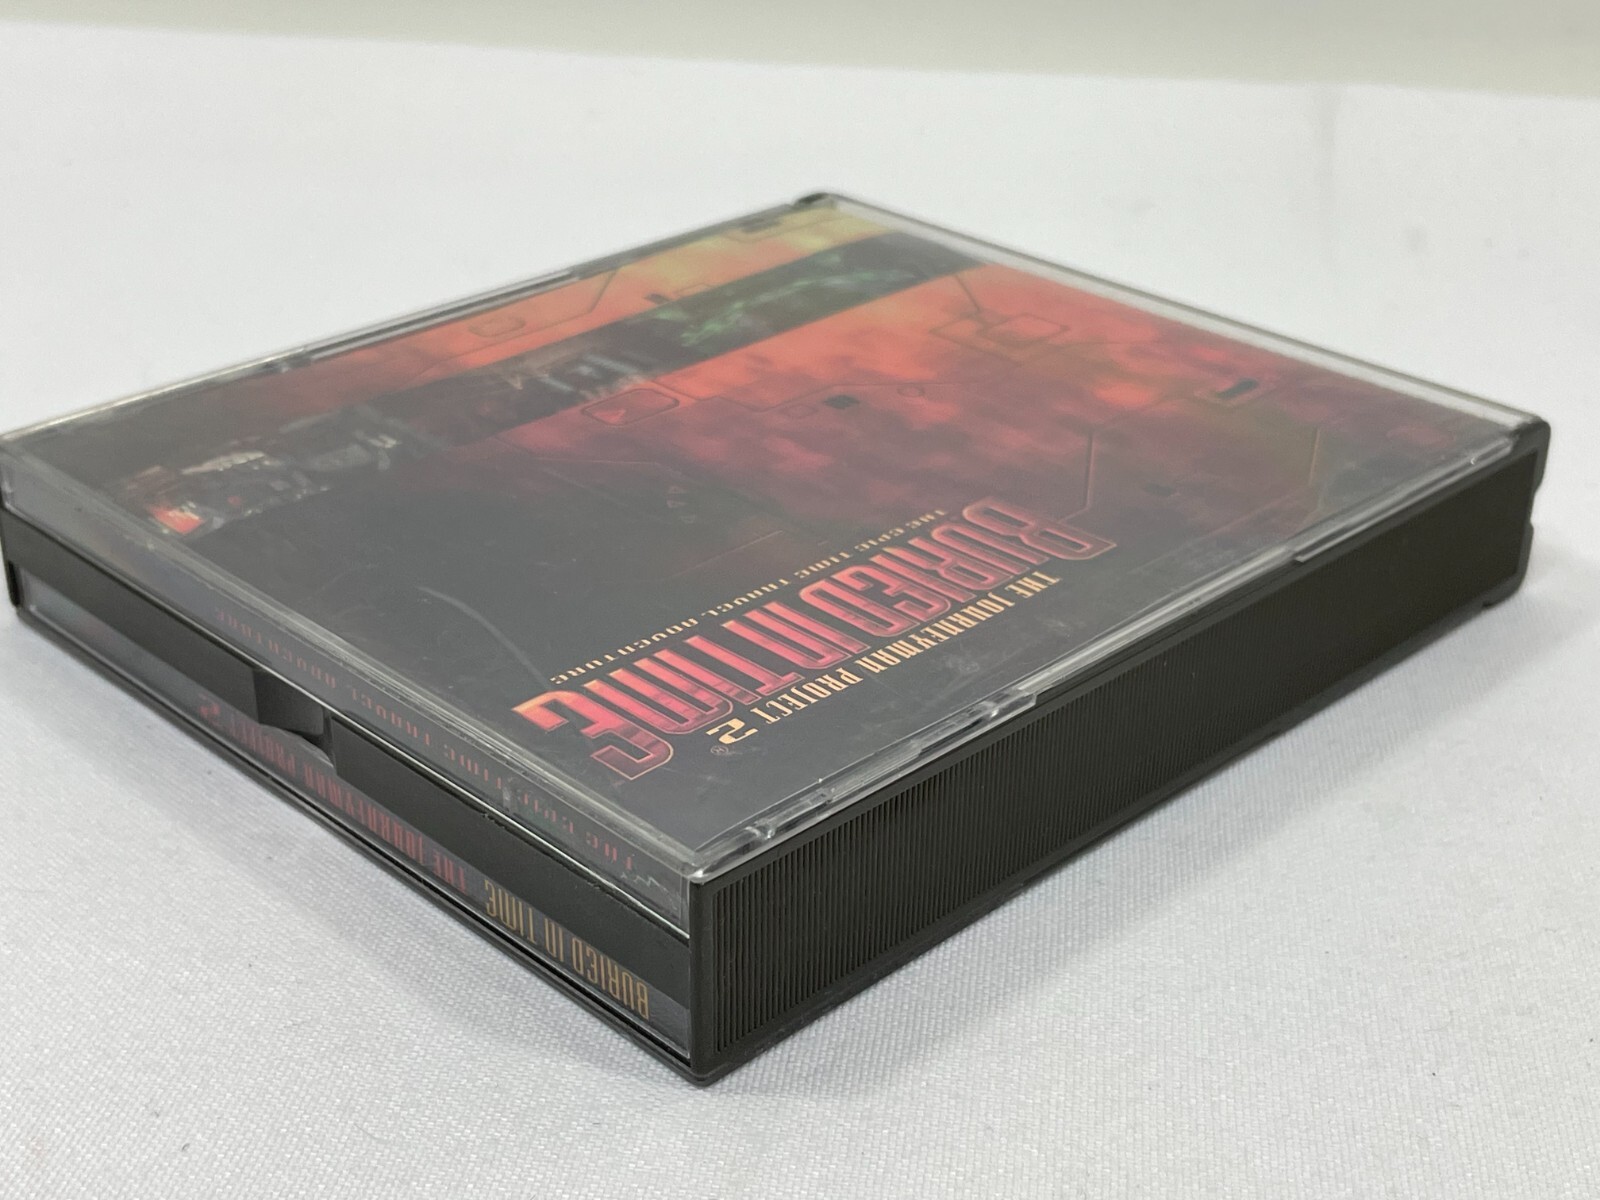 THE JOURNEYMAN PROJECT 2®
BURIED IN TIME
THE EPIC TIME TRAVEL ADVENTURE
THE EPIC TIME TRAVEL ADVENTURE
BURIED IN TIME THE JOURNEYMAN PROJECT 2